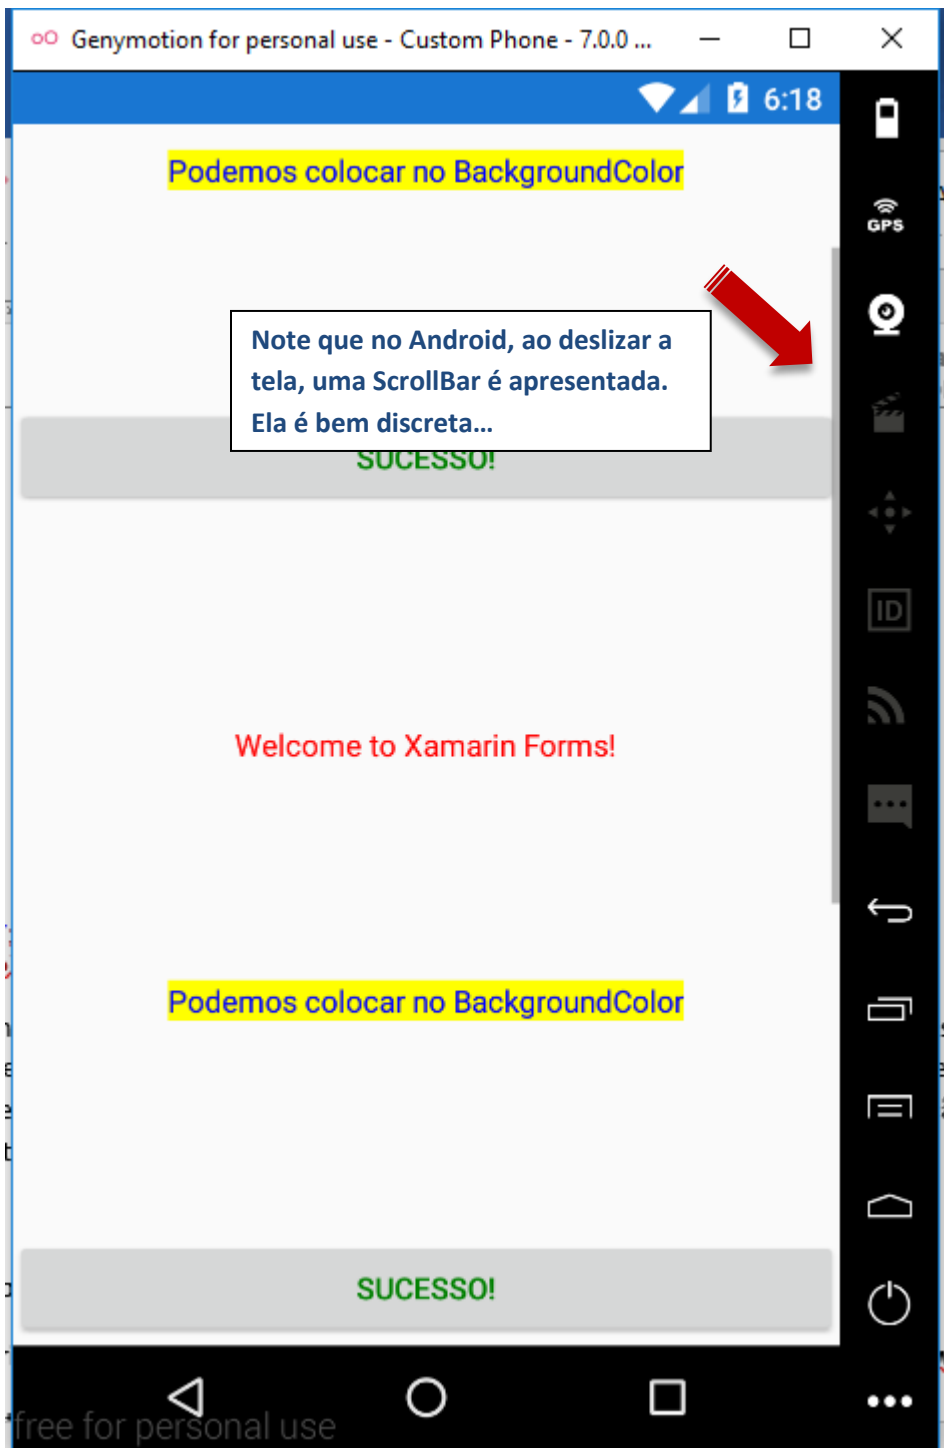 Genymotion for personal use - Custom Phone - 7.0.0 ...
6:18
Podemos colocar no BackgroundColor
GPS
Note que no Android, ao deslizar a
tela, uma ScrollBar é apresentada.
Ela é bem discreta...
SUCESSO!
ID
Welcome to Xamarin Forms!
Podemos colocar no BackgroundColor
SUCESSO!
free for personal use